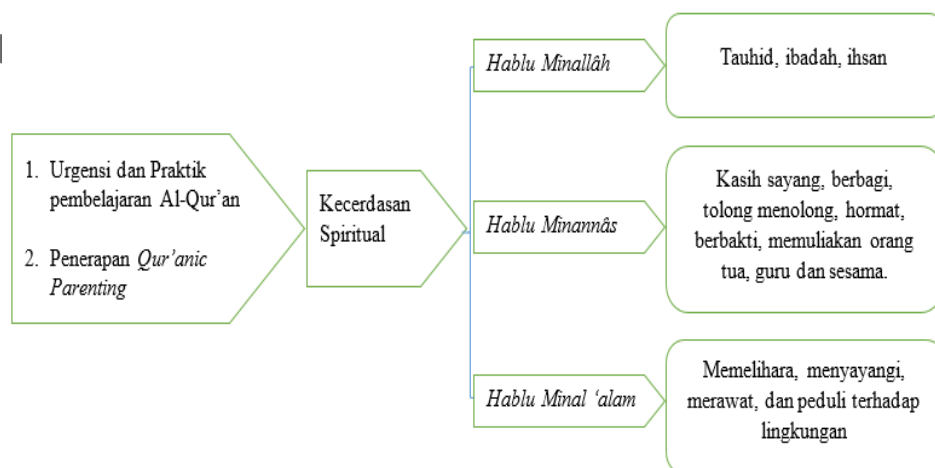 1. Urgensi dan Praktik
pembelajaran Al-Qur’an
2. Penerapan Qur’anic
Parenting
Kecerdasan
Spiritual
Hablu Minallâh
Tauhid, ibadah, ihsan
Hablu Minannâs
Kasih sayang, berbagi,
tolong menolong, hormat,
berbakti, memuliakan orang
tua, guru dan sesama.
Hablu Minal ‘alam
Memelihara, menyayangi,
merawat, dan peduli terhadap
lingkungan